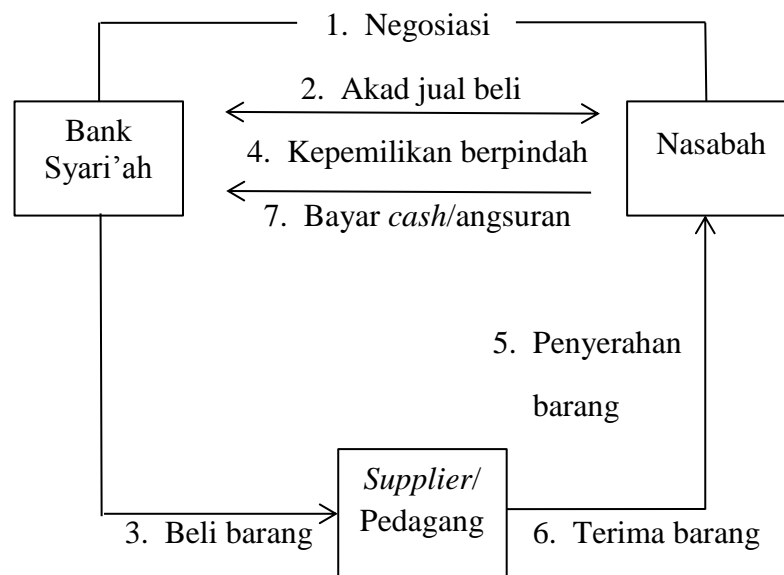 1. Negosiasi
2. Akad jual beli
Bank
Syari’ah
4. Kepemilikan berpindah
Nasabah
7. Bayar cash/angsuran
5. Penyerahan
barang
Supplier/
Pedagang
3. Beli barang
6. Terima barang